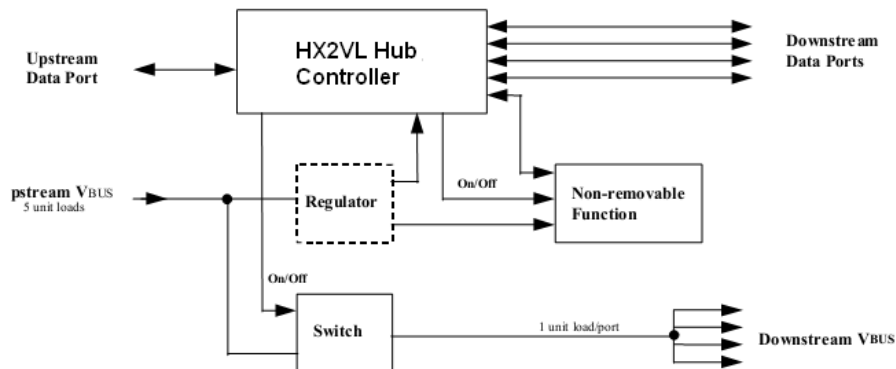 HX2VL Hub
Controller
Upstream
Data Port
Downstream
Data Ports
pstream VBUS
5 unit loads
Regulator
On/Off
Non-removable
Function
On/Off
Switch
1 unit load/port
Downstream VBUS